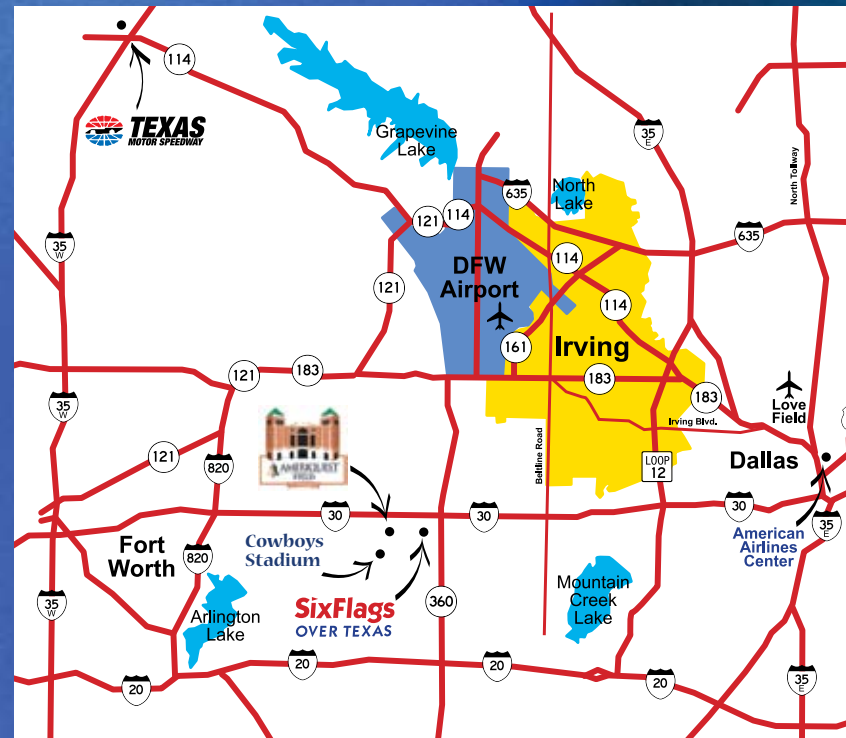 114
TEXAS
MOTOR SPEEDWAY
Grapevine
Lake
35
E
North Tollway
635
North
Lake
121
114
635
35
W
DFW
Airport
114
121
114
161
Irving
121
183
183
183
Love
Field
35
W
AMERIQUEST
FIELD
Irving Blvd.
Beltline Road
121
820
LOOP
12
Dallas
30
30
30
Fort
Worth
Cowboys
Stadium
American
Airlines
Center
35
E
820
35
W
Arlington
Lake
SixFlags
OVER TEXAS
360
Mountain
Creek
Lake
20
20
20
20
35
E